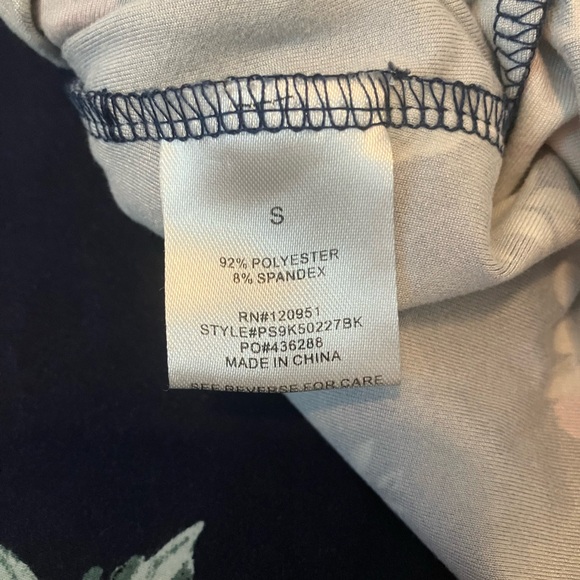 S
92% POLYESTER
8% SPANDEX
RN#120951
STYLE#PS9K50227BK
PO#436288
MADE IN CHINA
SEE REVERSE FOR CARE